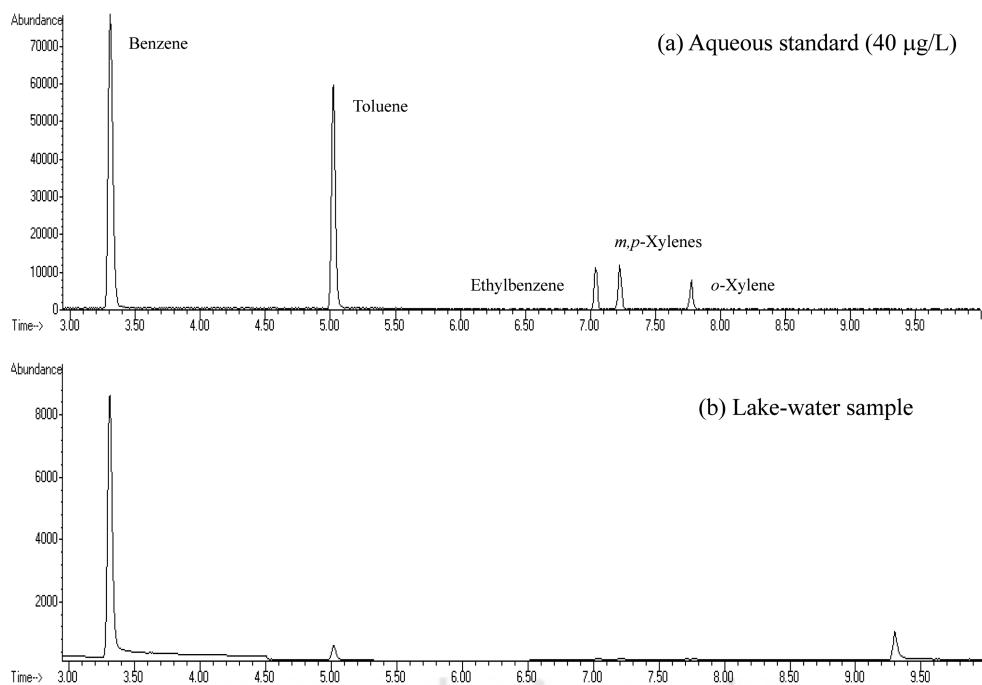 Abundance
70000
60000
50000
40000
30000
20000
10000
0
Benzene
Toluene
(a) Aqueous standard (40 μg/L)
m,p-Xylenes
Ethylbenzene
o-Xylene
Time-->
3.00 3.50 4.00 4.50 5.00 5.50 6.00 6.50 7.00 7.50 8.00 8.50 9.00 9.50
Abundance
8000
6000
4000
2000
(b) Lake-water sample
Time-->
3.00 3.50 4.00 4.50 5.00 5.50 6.00 6.50 7.00 7.50 8.00 8.50 9.00 9.50